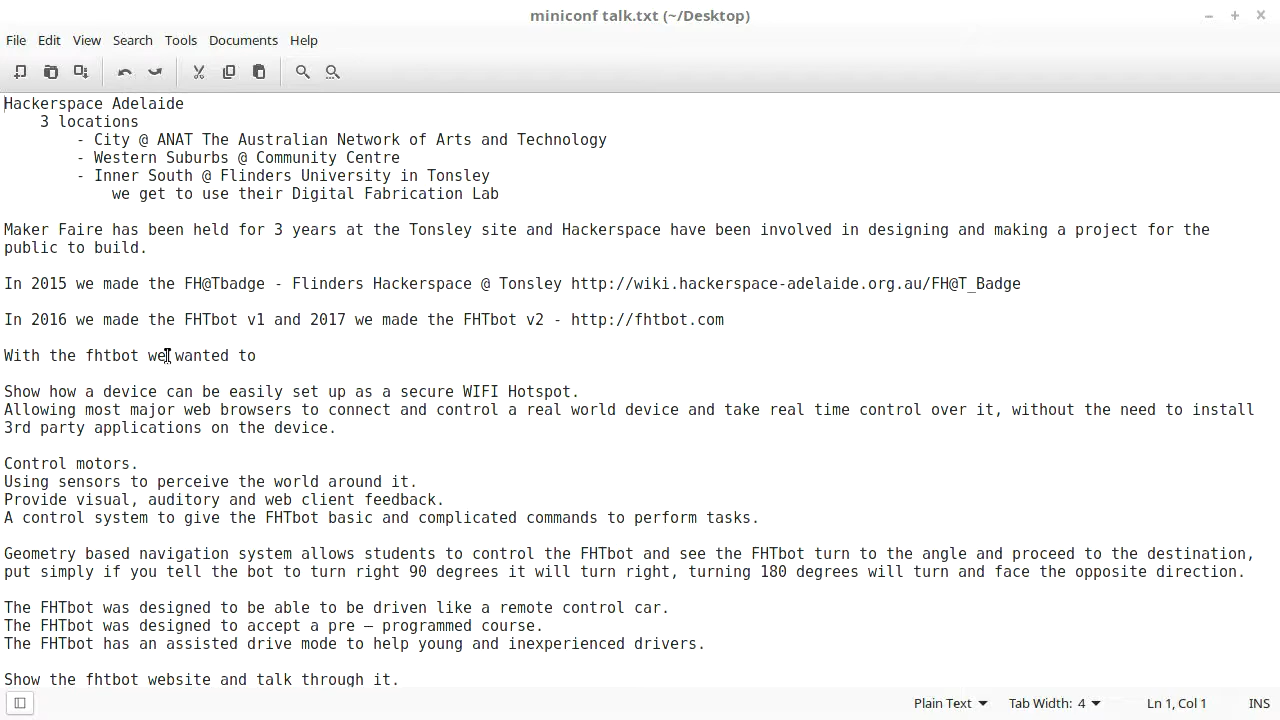 miniconf talk.txt (~/Desktop)
File Edit View Search Tools Documents Help
Hackerspace Adelaide
3 locations
- City @ ANAT The Australian Network of Arts and Technology
- Western Suburbs @ Community Centre
- Inner South @ Flinders University in Tonsley
we get to use their Digital Fabrication Lab
Maker Faire has been held for 3 years at the Tonsley site and Hackerspace have been involved in designing and making a project for the
public to build.
In 2015 we made the FH@Tbadge - Flinders Hackerspace @ Tonsley http://wiki.hackerspace-adelaide.org.au/FH@T_Badge
In 2016 we made the FHTbot v1 and 2017 we made the FHTbot v2 - http://fhtbot.com
With the fhtbot we wanted to
Show how a device can be easily set up as a secure WIFI Hotspot.
Allowing most major web browsers to connect and control a real world device and take real time control over it, without the need to install
3rd party applications on the device.
Control motors.
Using sensors to perceive the world around it.
Provide visual, auditory and web client feedback.
A control system to give the FHTbot basic and complicated commands to perform tasks.
Geometry based navigation system allows students to control the FHTbot and see the FHTbot turn to the angle and proceed to the destination,
put simply if you tell the bot to turn right 90 degrees it will turn right, turning 180 degrees will turn and face the opposite direction.
The FHTbot was designed to be able to be driven like a remote control car.
The FHTbot was designed to accept a pre – programmed course.
The FHTbot has an assisted drive mode to help young and inexperienced drivers.
Show the fhtbot website and talk through it.
Plain Text Tab Width: 4 Ln 1, Col 1 INS